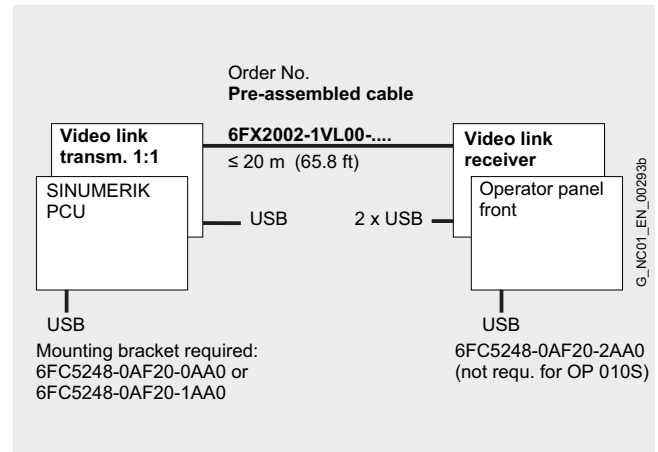 Order No.
Pre-assembled cable
6FX2002-1VL00-....
≤ 20 m (65.8 ft)
Video link
transm. 1:1
SINUMERIK
PCU
USB
2 x USB
Video link
receiver
Operator panel
front
USB
Mounting bracket required:
6FC5248-0AF20-0AA0 or
6FC5248-0AF20-1AA0
USB
6FC5248-0AF20-2AA0
(not requ. for OP 010S)
G_NC01_EN_00293b